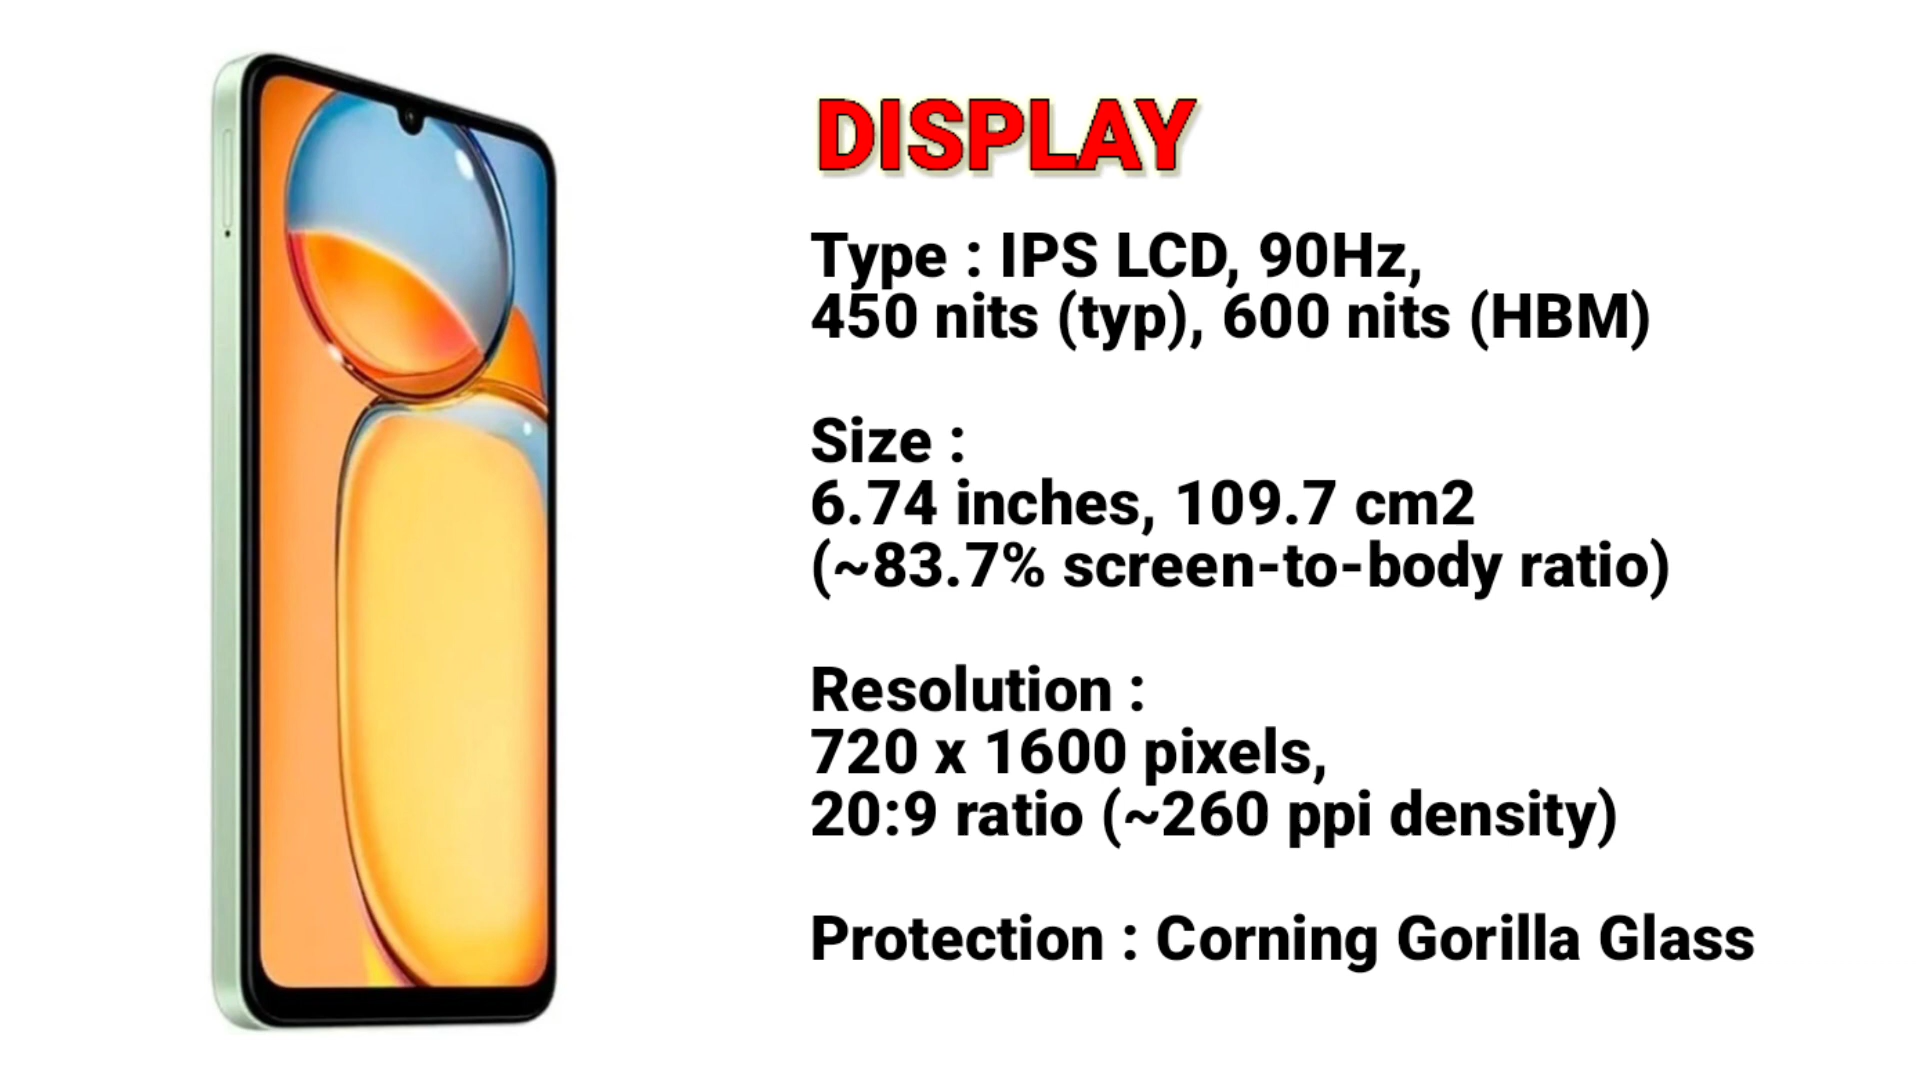 DISPLAY
Type : IPS LCD, 90Hz,
450 nits (typ), 600 nits (HBM)
Size :
6.74 inches, 109.7 cm2
(~83.7% screen-to-body ratio)
Resolution :
720 x 1600 pixels,
20:9 ratio (~260 ppi density)
Protection : Corning Gorilla Glass